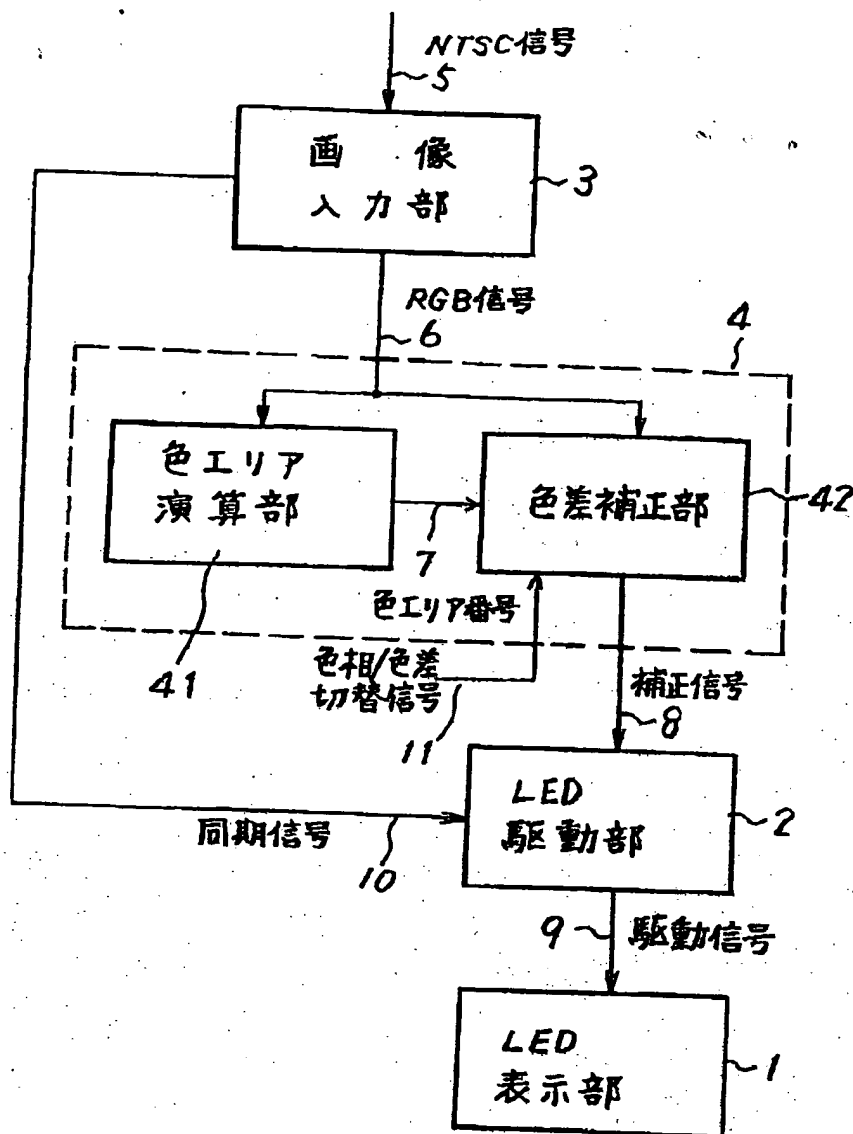 NTSC信号
5
画像
入力部
3
RGB信号
6
4
色エリア
演算部
色差補正部
42
7
色エリア番号
41
色相/色差
切替信号
11
補正信号
8
LED
駆動部
2
同期信号
10
9
駆動信号
LED
表示部
1